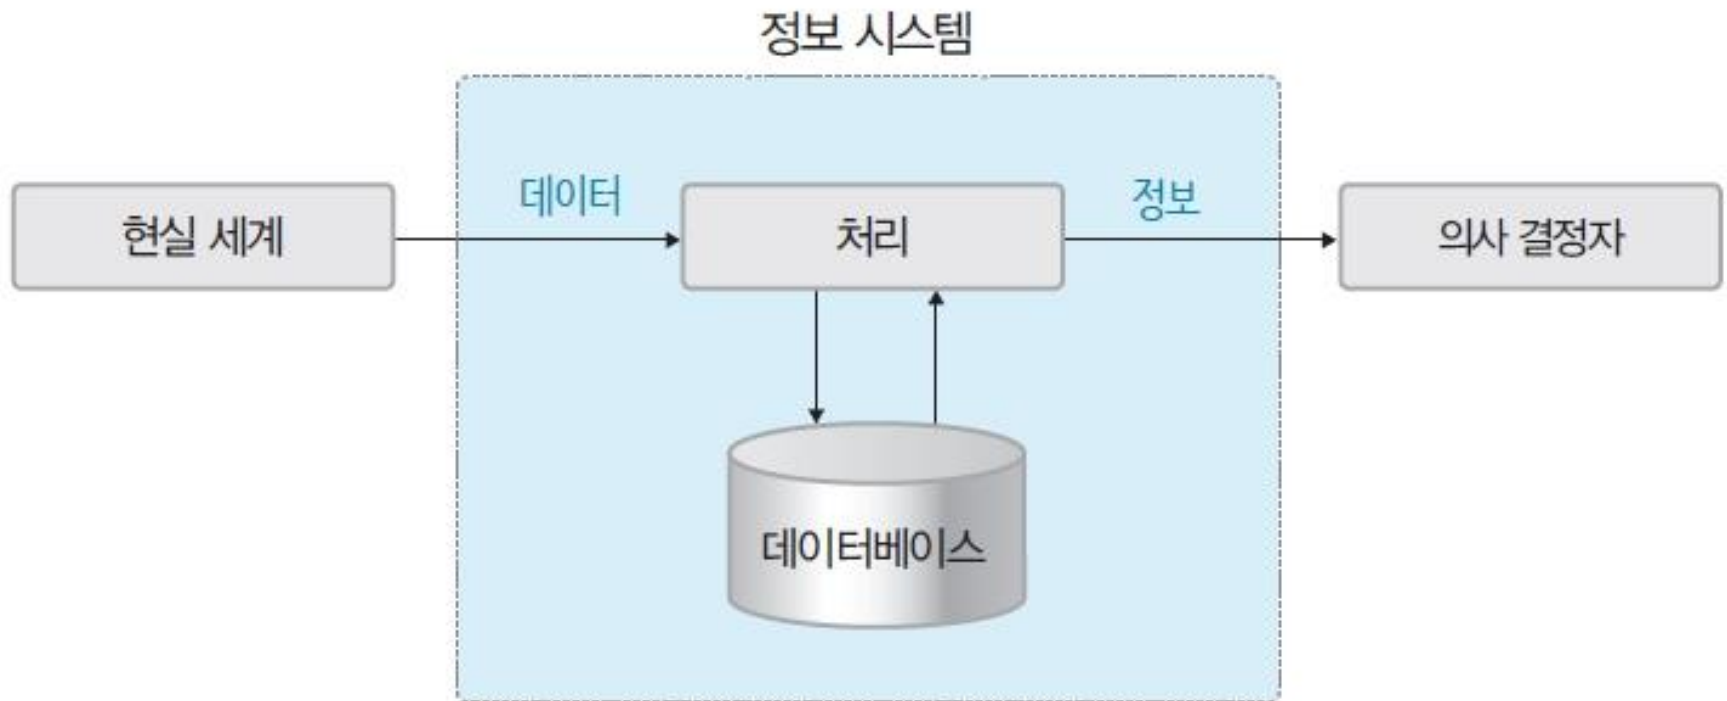 정보 시스템
현실 세계
데이터
처리
정보
의사 결정자
데이터베이스